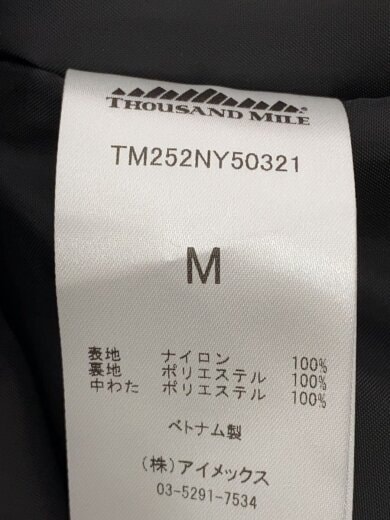 THOUSAND MILE
TM252NY50321
M
表地 ナイロン 100%
裏地 ポリエステル 100%
中わた ポリエステル 100%
ベトナム製
(株)アイメックス
03-5291-7534